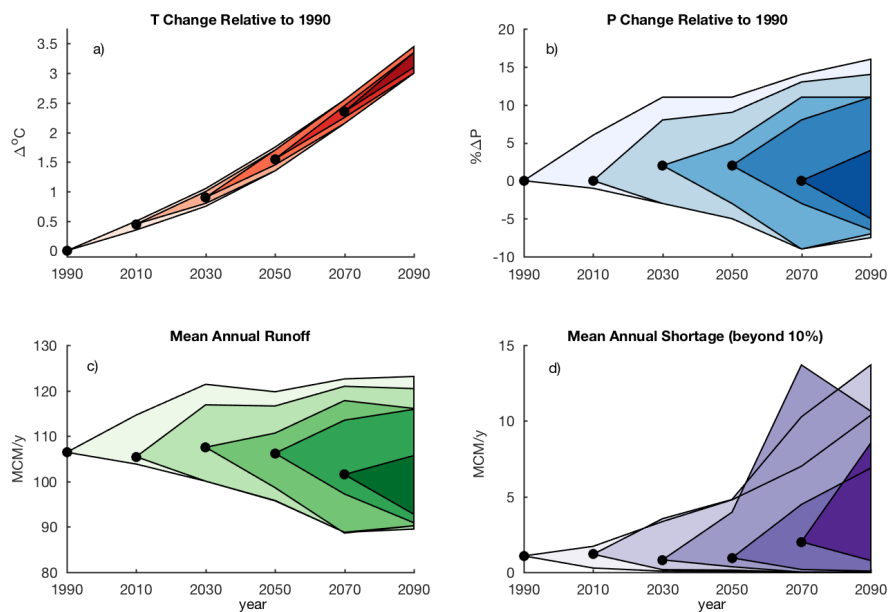 T Change Relative to 1990
a)
Δ°C
3.5
3
2.5
2
1.5
1
0.5
0
1990 2010 2030 2050 2070 2090
P Change Relative to 1990
b)
%ΔP
20
15
10
5
0
-5
-10
1990 2010 2030 2050 2070 2090
Mean Annual Runoff
c)
MCM/y
130
120
110
100
90
80
1990 2010 2030 2050 2070 2090
year
Mean Annual Shortage (beyond 10%)
d)
MCM/y
15
10
5
0
1990 2010 2030 2050 2070 2090
year